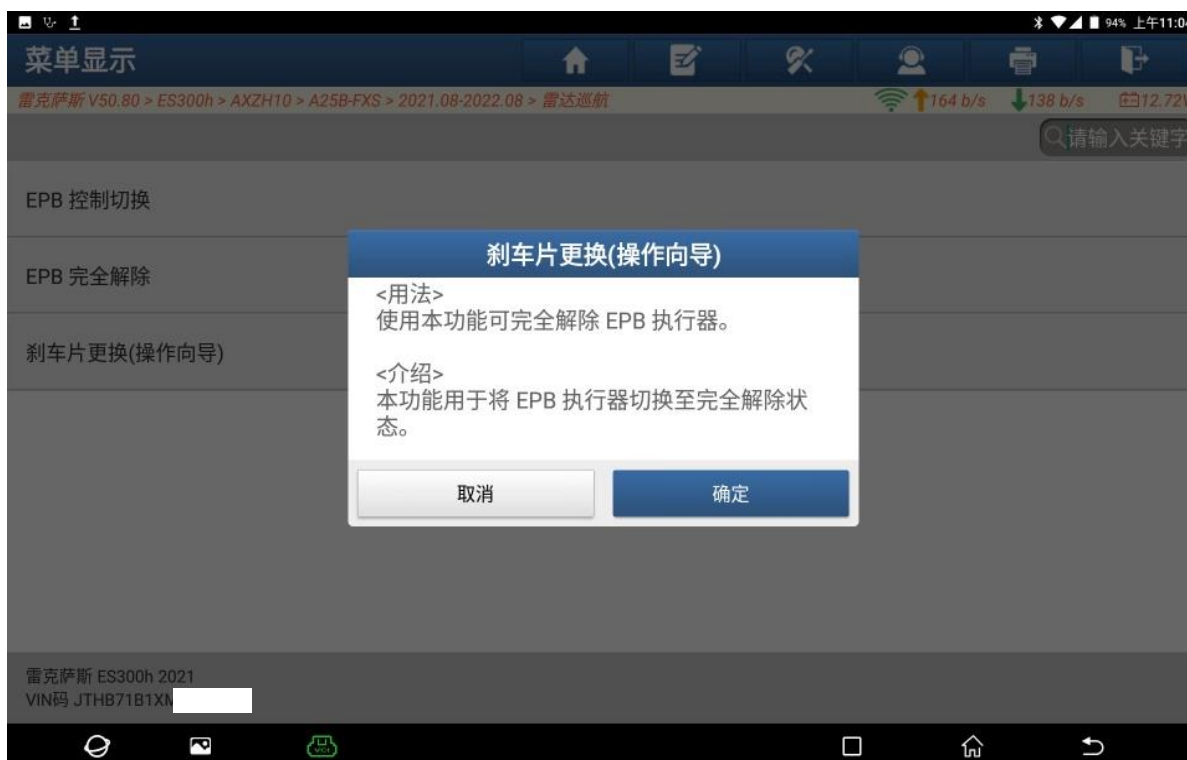 94% 上午11:04
菜单显示
雷克萨斯 V50.80 > ES300h > AXZH10 > A25B-FXS > 2021.08-2022.08 > 雷达巡航
164 b/s 138 b/s 12.72V
请输入关键字
EPB 控制切换
EPB 完全解除
刹车片更换(操作向导)
刹车片更换(操作向导)
<用法>
使用本功能可完全解除 EPB 执行器。
<介绍>
本功能用于将 EPB 执行器切换至完全解除状
态。
取消
确定
雷克萨斯 ES300h 2021
VIN码 JTHB71B1XM
VCI